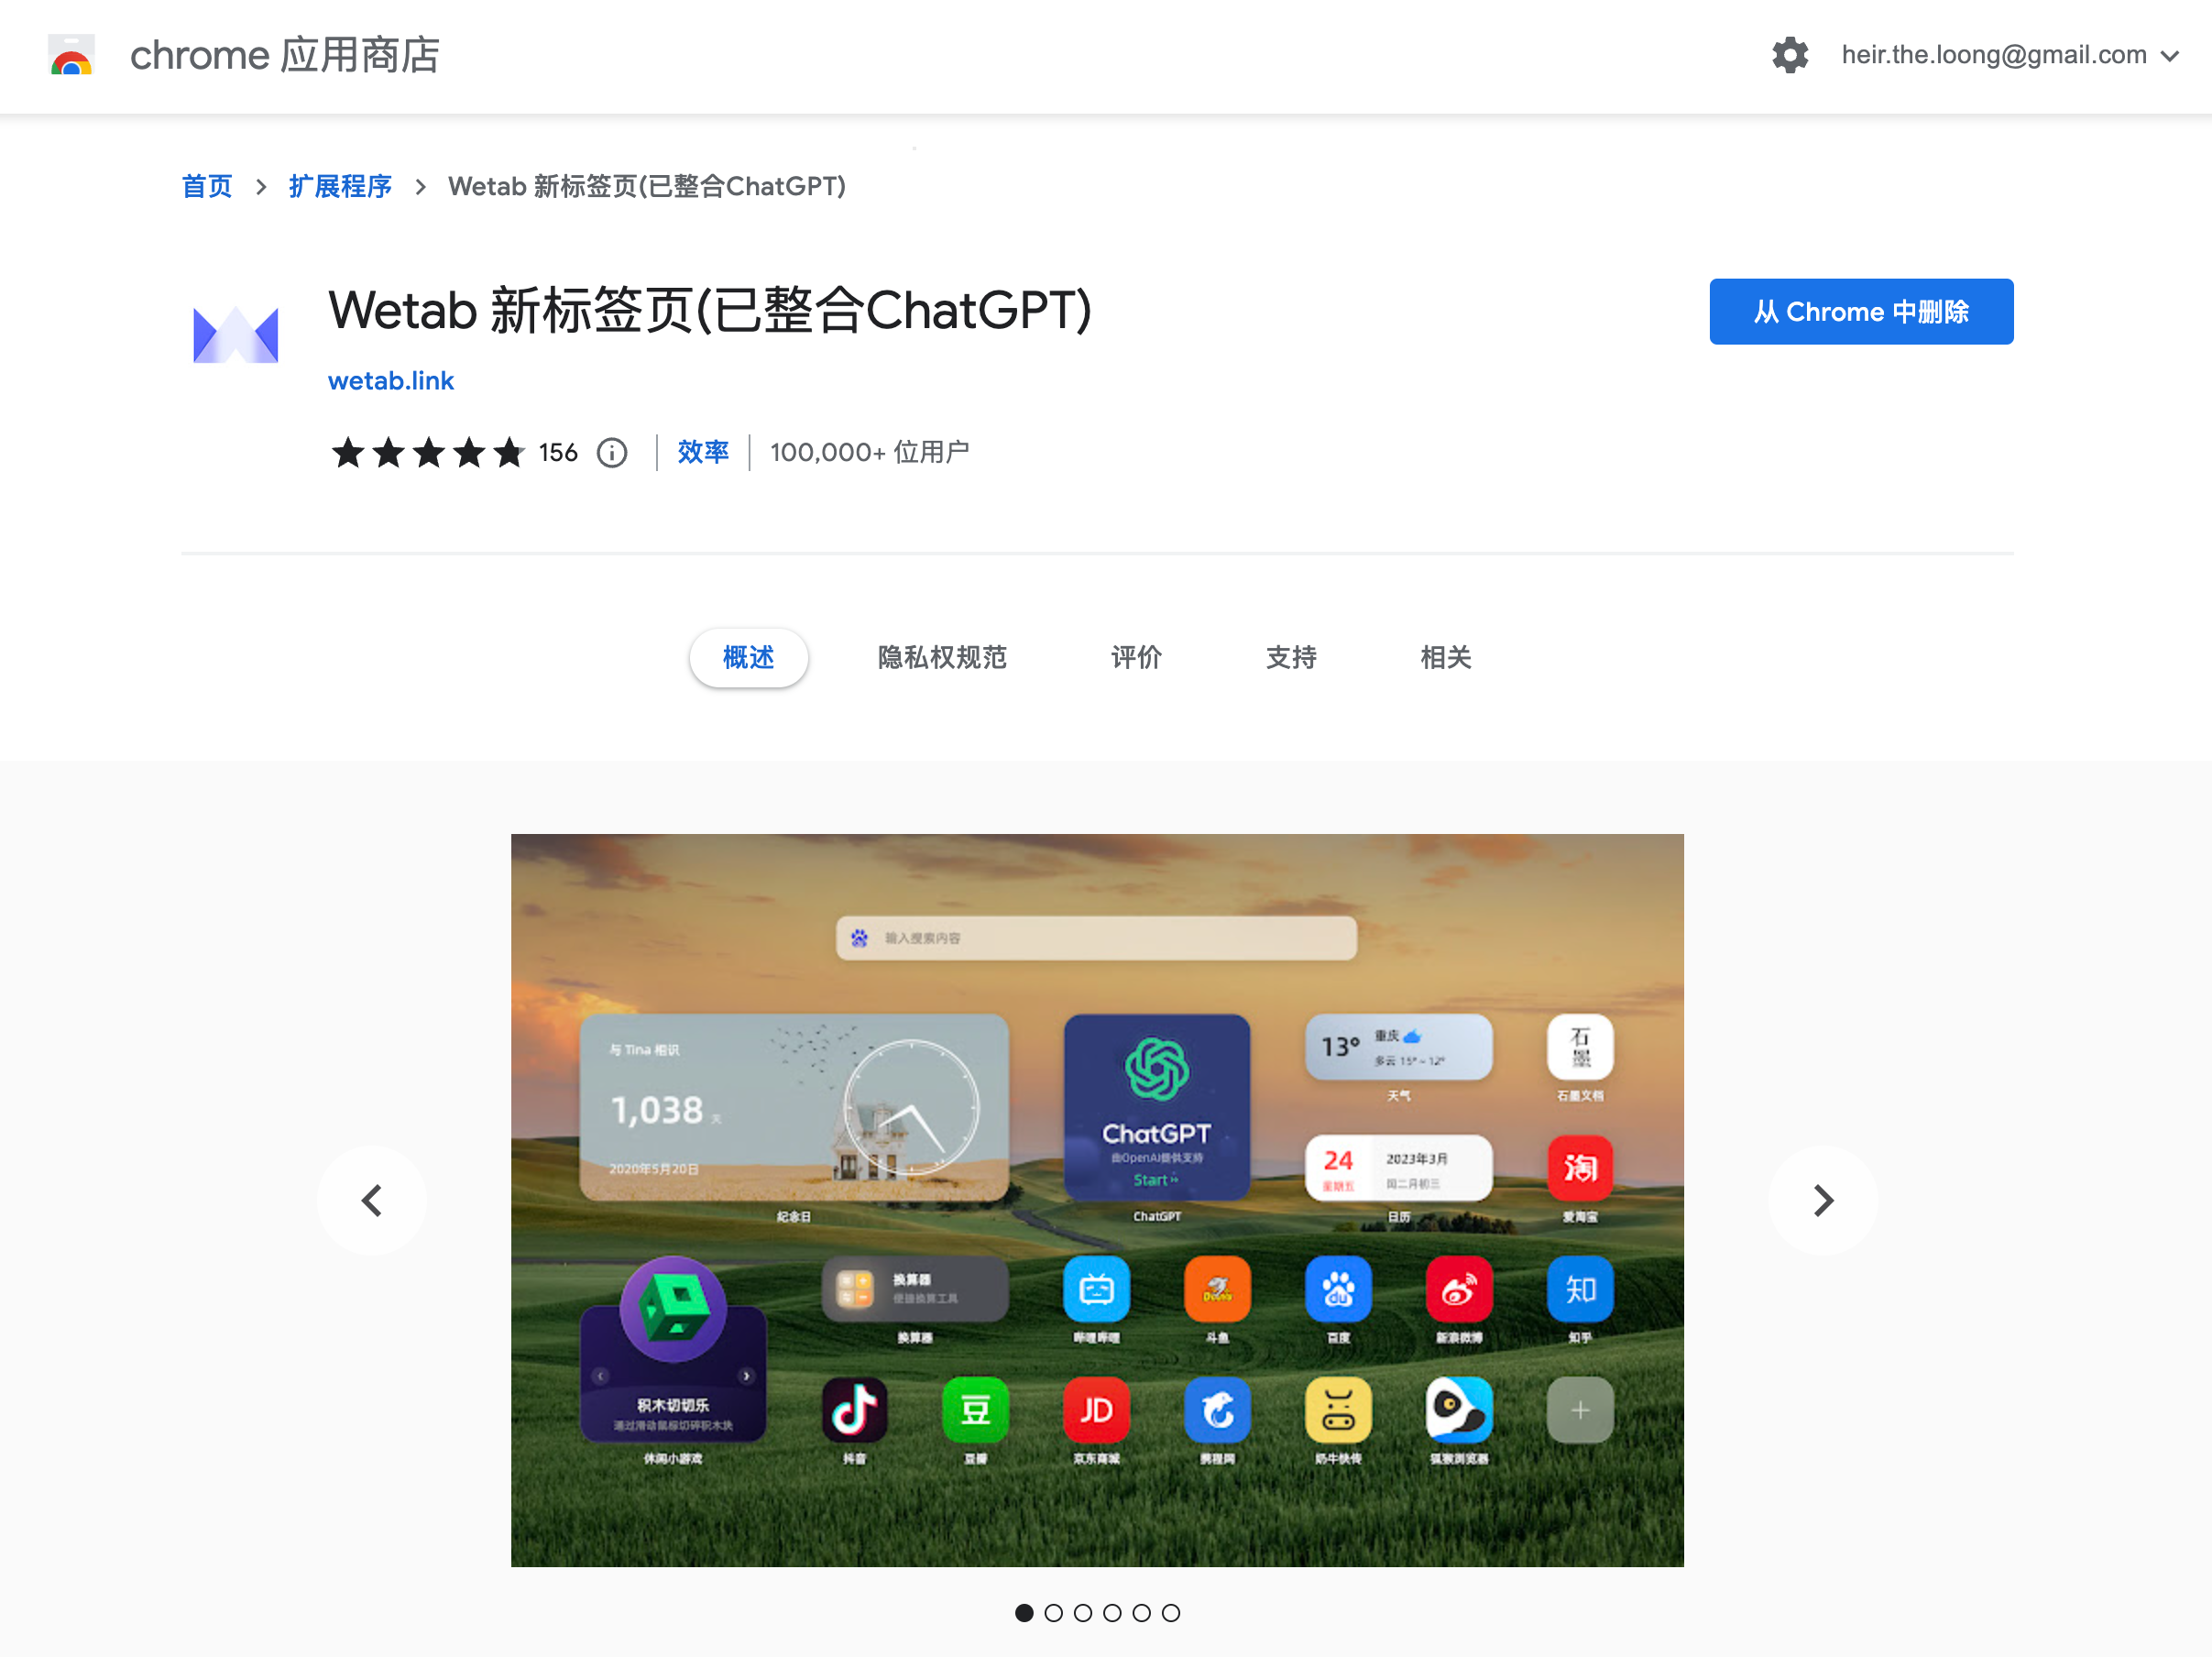 chrome 应用商店
heir.the.loong@gmail.com
首页 > 扩展程序 > Wetab 新标签页(已整合ChatGPT)
Wetab 新标签页(已整合ChatGPT)
从 Chrome 中删除
wetab.link
156
效率
100,000+ 位用户
概述
隐私权规范
评价
支持
相关
输入搜索内容
与 Tina 相识
1,038 天
2020年5月20日
纪念日
ChatGPT
由OpenAI提供支持
Start
ChatGPT
13°
重庆
多云 15° ~ 12°
天气
石墨
石墨文档
24
星期五
2023年3月
闰二月初三
日历
淘
爱淘宝
积木切切乐
通过滑动鼠标切碎积木块
休闲小游戏
换算器
便捷换算工具
换算器
哔哩哔哩
斗鱼
du
百度
新浪微博
知
知乎
抖音
豆
豆瓣
JD
京东商城
携程网
奶牛快传
狐猴浏览器